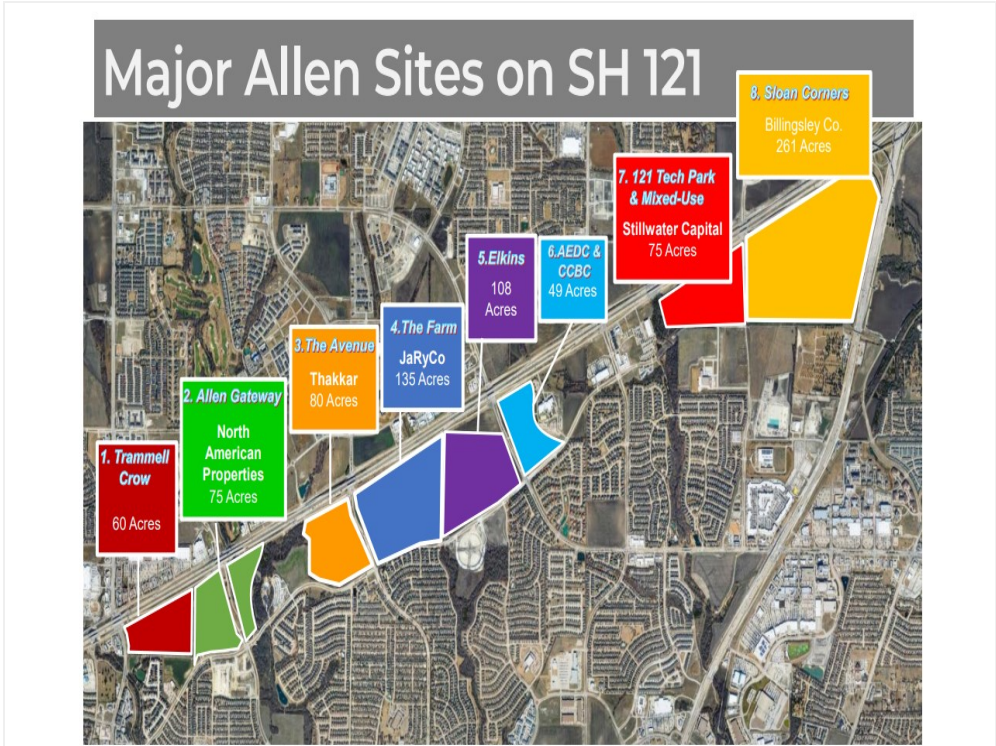 Major Allen Sites on SH 121
8. Sloan Corners
Billingsley Co.
261 Acres
7. 121 Tech Park
& Mixed-Use
Stillwater Capital
75 Acres
5.Elkins
108
Acres
6.AEDC &
CCBC
49 Acres
4.The Farm
JaRyCo
135 Acres
3.The Avenue
Thakkar
80 Acres
2. Allen Gateway
North
American
Properties
75 Acres
1. Trammell
Crow
60 Acres